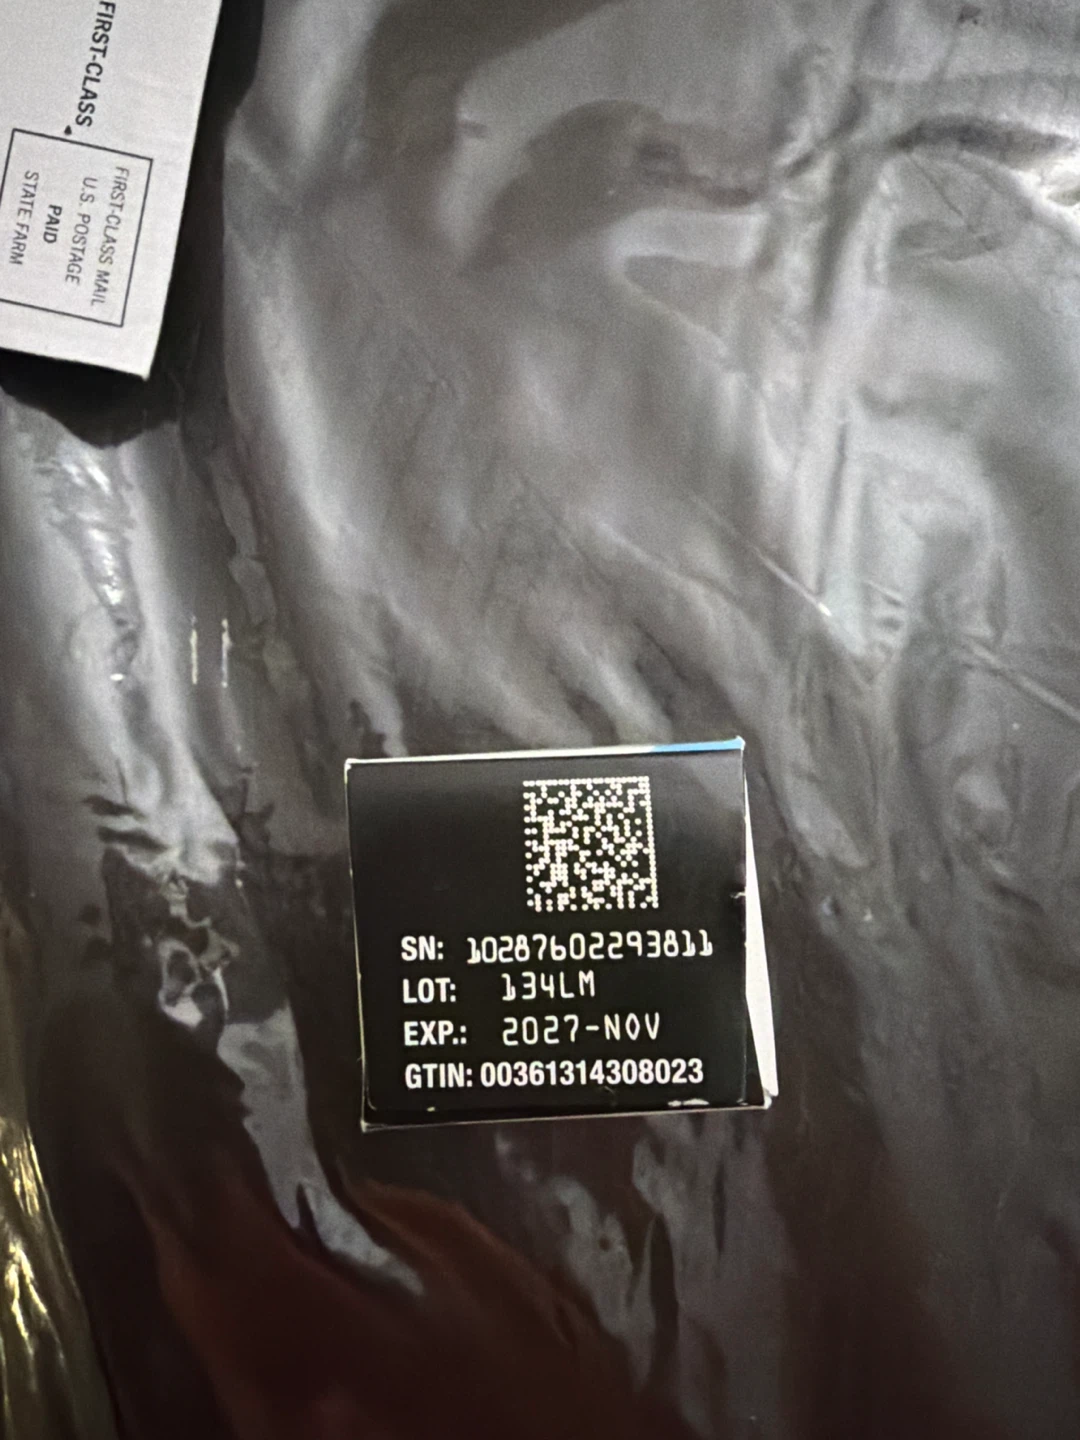 FIRST-CLASS
FIRST-CLASS MAIL
U.S. POSTAGE
PAID
STATE FARM
SN: 10287602293811
LOT: 134LM
EXP.: 2027-NOV
GTIN: 00361314308023